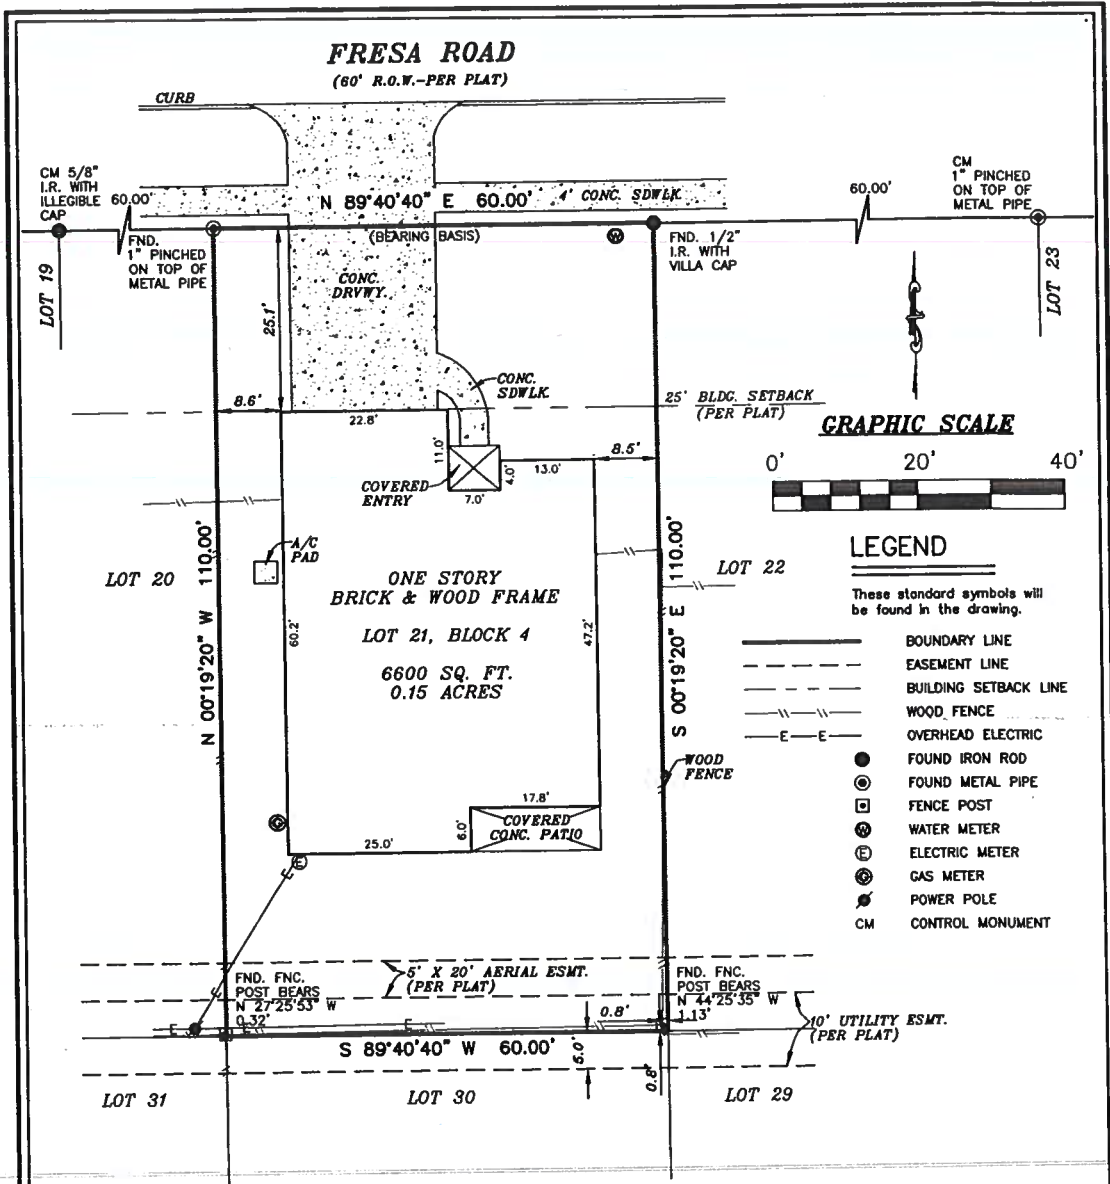 FRESA ROAD
(60' R.O.W.-PER PLAT)
CURB
CM 5/8"
I.R. WITH
ILLEGIBLE
CAP
60.00'
N 89°40'40" E 60.00'
4' CONC. SDWLK.
60.00'
CM
1" PINCHED
ON TOP OF
METAL PIPE
(BEARING BASIS)
FND.
1" PINCHED
ON TOP OF
METAL PIPE
W
FND. 1/2"
I.R. WITH
VILLA CAP
LOT 19
LOT 23
CONC.
DRVWY.
25.1'
CONC.
SDWLK.
8.6'
22.8'
25' BLDG. SETBACK
(PER PLAT)
GRAPHIC SCALE
0' 20' 40'
11.0'
COVERED
ENTRY
4.0'
7.0'
13.0'
8.5'
A/C
PAD
LOT 20
N 00°19'20" W 110.00'
60.2'
ONE STORY
BRICK & WOOD FRAME
LOT 21, BLOCK 4
6600 SQ. FT.
0.15 ACRES
47.2'
S 00°19'20" E 110.00'
LOT 22
LEGEND
These standard symbols will
be found in the drawing.
BOUNDARY LINE
EASEMENT LINE
BUILDING SETBACK LINE
WOOD FENCE
E E OVERHEAD ELECTRIC
FOUND IRON ROD
FOUND METAL PIPE
FENCE POST
W WATER METER
E ELECTRIC METER
G GAS METER
POWER POLE
CM CONTROL MONUMENT
WOOD
FENCE
17.8'
COVERED
CONC. PATIO
6.0'
25.0'
G
E
5' X 20' AERIAL ESMT.
(PER PLAT)
FND. FNC.
POST BEARS
N 27°25'53" W
0.32'
FND. FNC.
POST BEARS
N 44°25'35" W
1.13'
0.8'
10' UTILITY ESMT.
(PER PLAT)
E E E
S 89°40'40" W 60.00'
5.0'
0.8'
LOT 31
LOT 30
LOT 29